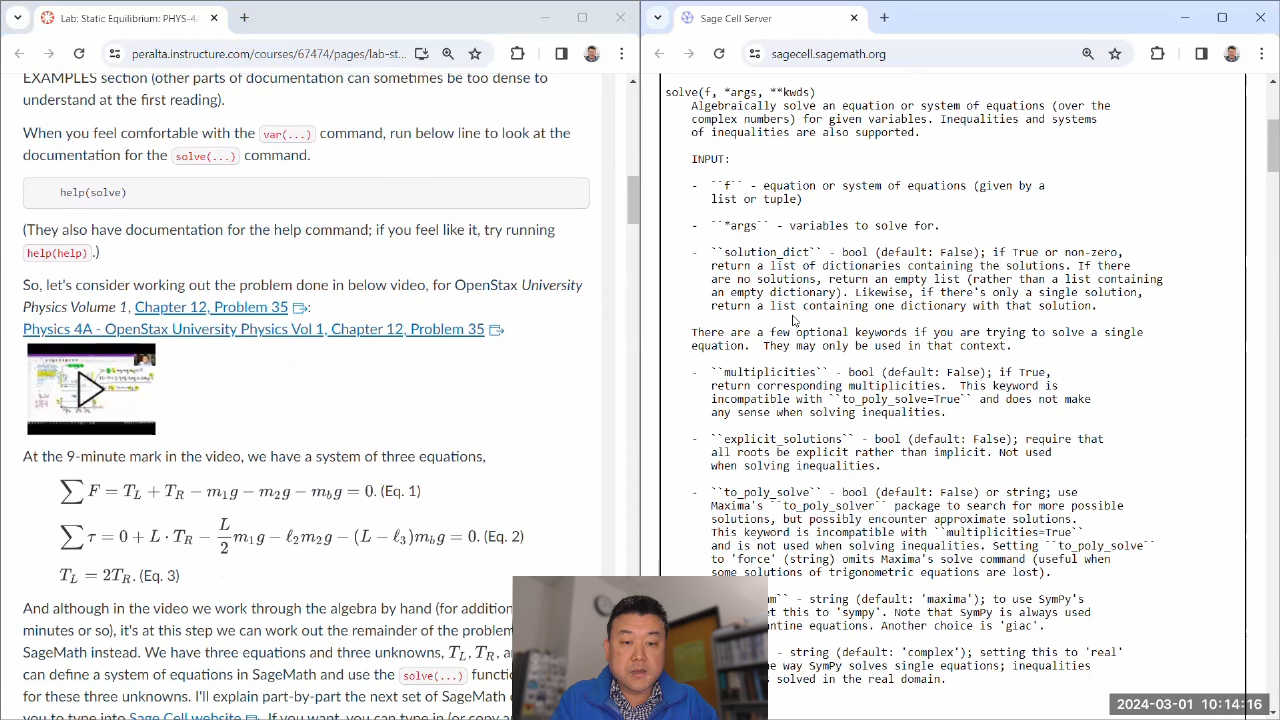 Lab: Static Equilibrium: PHYS-4A
peralta.instructure.com/courses/67474/pages/lab-st...
EXAMPLES section (other parts of documentation can sometimes be too dense to
understand at the first reading).
When you feel comfortable with the var(...) command, run below line to look at the
documentation for the solve(...) command.
help(solve)
(They also have documentation for the help command; if you feel like it, try running
help(help).)
So, let's consider working out the problem done in below video, for OpenStax University
Physics Volume 1, Chapter 12, Problem 35:
Physics 4A - OpenStax University Physics Vol 1, Chapter 12, Problem 35
At the 9-minute mark in the video, we have a system of three equations,
∑ F = T_L + T_R − m_1g − m_2g − m_bg = 0. (Eq. 1)
∑ τ = 0 + L · T_R − L/2 m_1g − ℓ_2m_2g − (L − ℓ_3)m_bg = 0. (Eq. 2)
T_L = 2T_R. (Eq. 3)
And although in the video we work through the algebra by hand (for addition
minutes or so), it's at this step we can work out the remainder of the problem
SageMath instead. We have three equations and three unknowns, T_L, T_R, a
can define a system of equations in SageMath and use the solve(...) functi
for these three unknowns. I'll explain part-by-part the next set of SageMath c
you to type into Sage Cell website. If you want, you can type in (or copy a
Sage Cell Server
sagecell.sagemath.org
solve(f, *args, **kwds)
Algebraically solve an equation or system of equations (over the
complex numbers) for given variables. Inequalities and systems
of inequalities are also supported.
INPUT:
- ``f`` - equation or system of equations (given by a
list or tuple)
- ``*args`` - variables to solve for.
- ``solution_dict`` - bool (default: False); if True or non-zero,
return a list of dictionaries containing the solutions. If there
are no solutions, return an empty list (rather than a list containing
an empty dictionary). Likewise, if there's only a single solution,
return a list containing one dictionary with that solution.
There are a few optional keywords if you are trying to solve a single
equation. They may only be used in that context.
- ``multiplicities`` - bool (default: False); if True,
return corresponding multiplicities. This keyword is
incompatible with ``to_poly_solve=True`` and does not make
any sense when solving inequalities.
- ``explicit_solutions`` - bool (default: False); require that
all roots be explicit rather than implicit. Not used
when solving inequalities.
- ``to_poly_solve`` - bool (default: False) or string; use
Maxima's ``to_poly_solver`` package to search for more possible
solutions, but possibly encounter approximate solutions.
This keyword is incompatible with ``multiplicities=True``
and is not used when solving inequalities. Setting ``to_poly_solve``
to 'force' (string) omits Maxima's solve command (useful when
some solutions of trigonometric equations are lost).
m`` - string (default: 'maxima'); to use SymPy's
et this to 'sympy'. Note that SymPy is always used
antine equations. Another choice is 'giac'.
- string (default: 'complex'); setting this to 'real'
e way SymPy solves single equations; inequalities
solved in the real domain.
2024-03-01 10:14:16